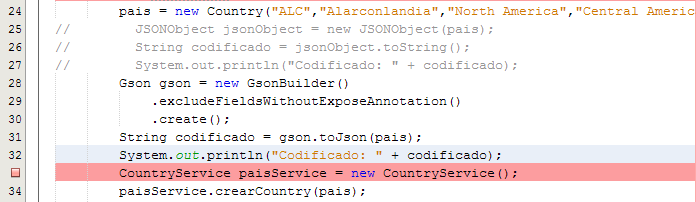 24 pais = new Country("ALC","Alarconlandia","North America","Central Americ
25 // JSONObject jsonObject = new JSONObject(pais);
26 // String codificado = jsonObject.toString();
27 // System.out.println("Codificado: " + codificado);
28 Gson gson = new GsonBuilder()
29 .excludeFieldsWithoutExposeAnnotation()
30 .create();
31 String codificado = gson.toJson(pais);
32 System.out.println("Codificado: " + codificado);
CountryService paisService = new CountryService();
34 paisService.crearCountry(pais);